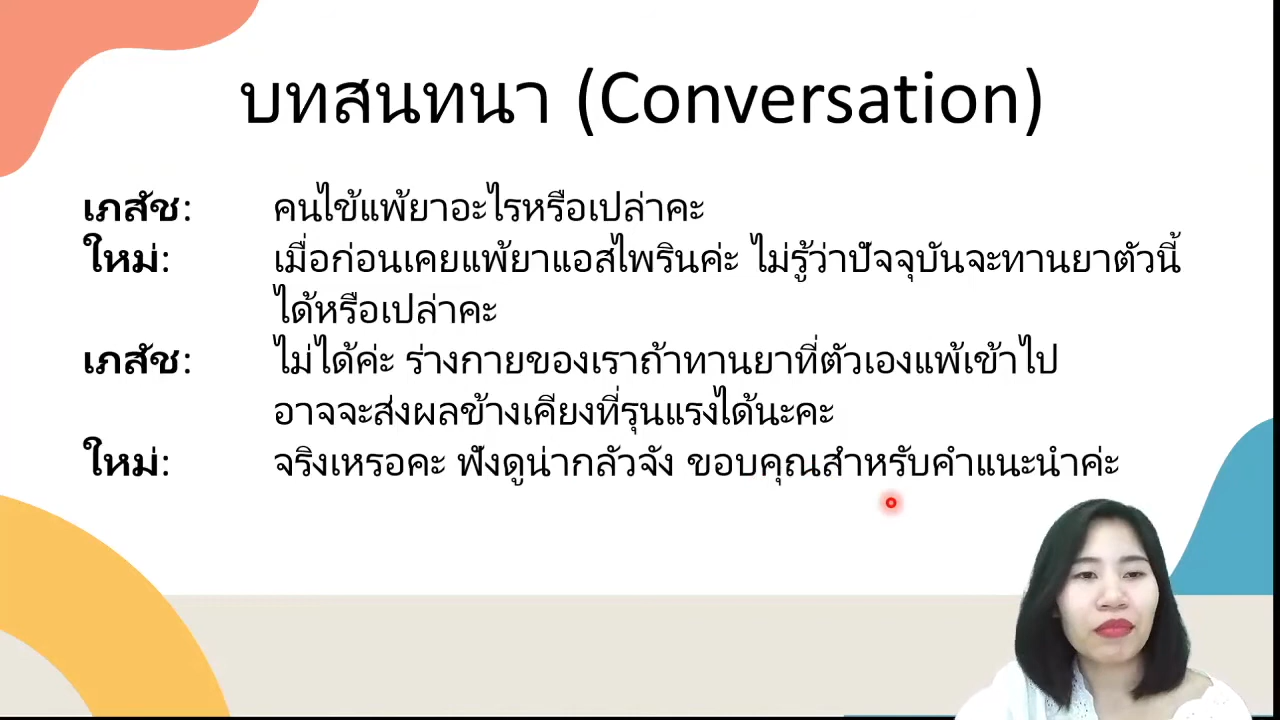 บทสนทนา (Conversation)
เภสัช: คนไข้แพ้ยาอะไรหรือเปล่าคะ
ใหม่: เมื่อก่อนเคยแพ้ยาแอสไพรินค่ะ ไม่รู้ว่าปัจจุบันจะทานยาตัวนี้
ได้หรือเปล่าคะ
เภสัช: ไม่ได้ค่ะ ร่างกายของเราถ้าทานยาที่ตัวเองแพ้เข้าไป
อาจจะส่งผลข้างเคียงที่รุนแรงได้นะคะ
ใหม่: จริงเหรอคะ ฟังดูน่ากลัวจัง ขอบคุณสำหรับคำแนะนำค่ะ